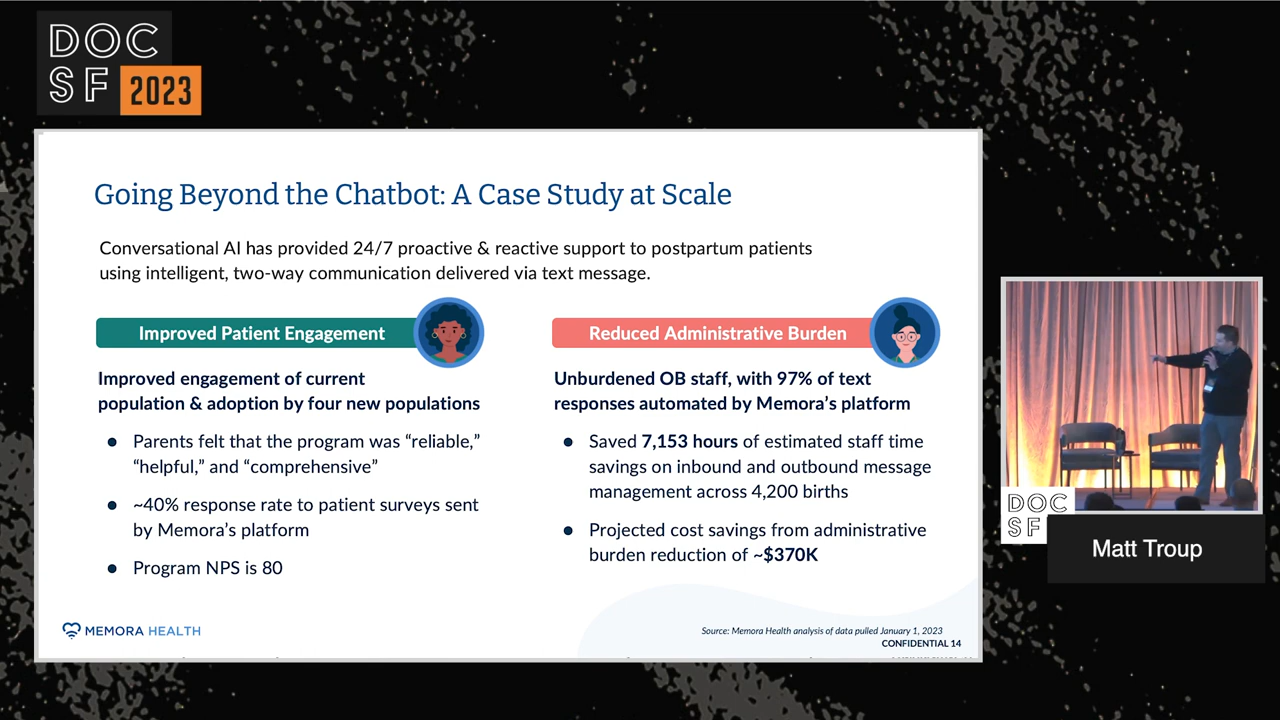 DOC
SF 2023
Going Beyond the Chatbot: A Case Study at Scale
Conversational AI has provided 24/7 proactive & reactive support to postpartum patients
using intelligent, two-way communication delivered via text message.
Improved Patient Engagement
Improved engagement of current
population & adoption by four new populations
● Parents felt that the program was “reliable,”
“helpful,” and “comprehensive”
● ~40% response rate to patient surveys sent
by Memora’s platform
● Program NPS is 80
Reduced Administrative Burden
Unburdened OB staff, with 97% of text
responses automated by Memora’s platform
● Saved 7,153 hours of estimated staff time
savings on inbound and outbound message
management across 4,200 births
● Projected cost savings from administrative
burden reduction of ~$370K
MEMORA HEALTH
Source: Memora Health analysis of data pulled January 1, 2023
CONFIDENTIAL 14
DOC
SF
Matt Troup